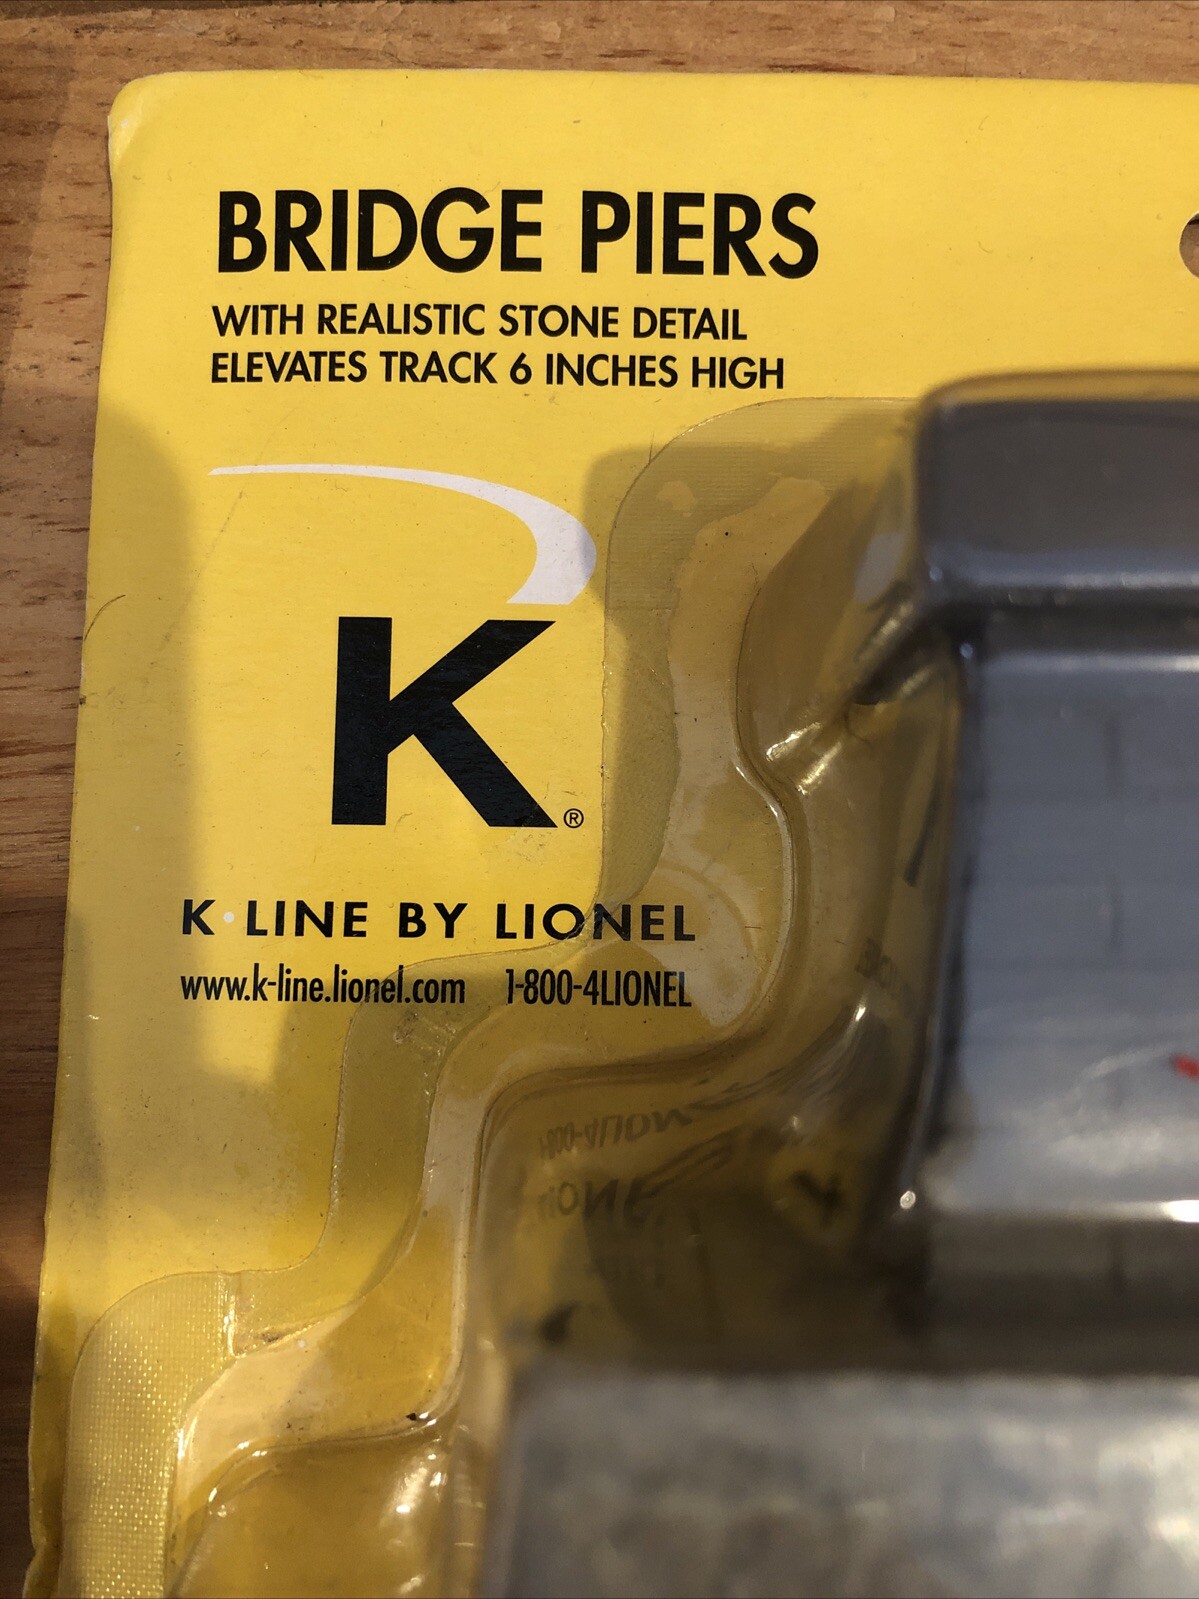 BRIDGE PIERS
WITH REALISTIC STONE DETAIL
ELEVATES TRACK 6 INCHES HIGH
K®
K•LINE BY LIONEL
www.k-line.lionel.com 1-800-4LIONEL